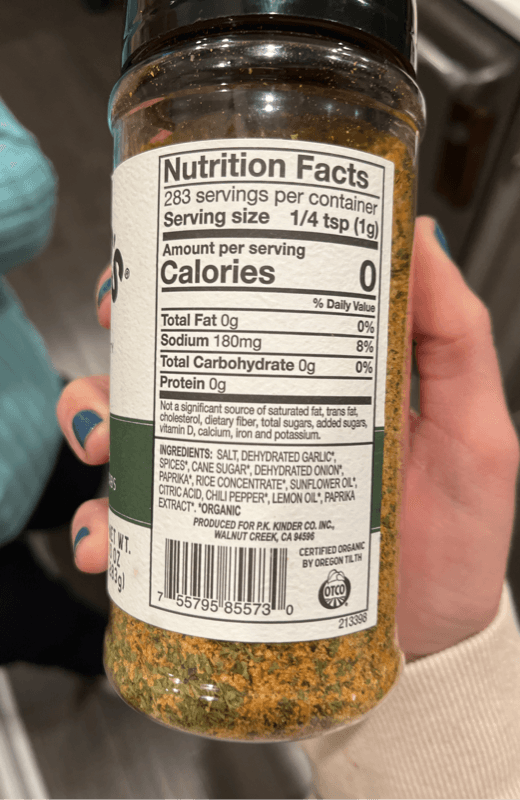 Nutrition Facts
283 servings per container
Serving size 1/4 tsp (1g)
Amount per serving
Calories 0
% Daily Value
Total Fat 0g 0%
Sodium 180mg 8%
Total Carbohydrate 0g 0%
Protein 0g
Not a significant source of saturated fat, trans fat,
cholesterol, dietary fiber, total sugars, added sugars,
vitamin D, calcium, iron and potassium.
INGREDIENTS: SALT, DEHYDRATED GARLIC*,
SPICES*, CANE SUGAR*, DEHYDRATED ONION*,
PAPRIKA*, RICE CONCENTRATE*, SUNFLOWER OIL*,
CITRIC ACID, CHILI PEPPER*, LEMON OIL*, PAPRIKA
EXTRACT*. *ORGANIC
PRODUCED FOR P.K. KINDER CO. INC.,
WALNUT CREEK, CA 94596
CERTIFIED ORGANIC
BY OREGON TILTH
OTCO
7 55795 85573 0
213398
'S®
ET WT.
OZ
83g)